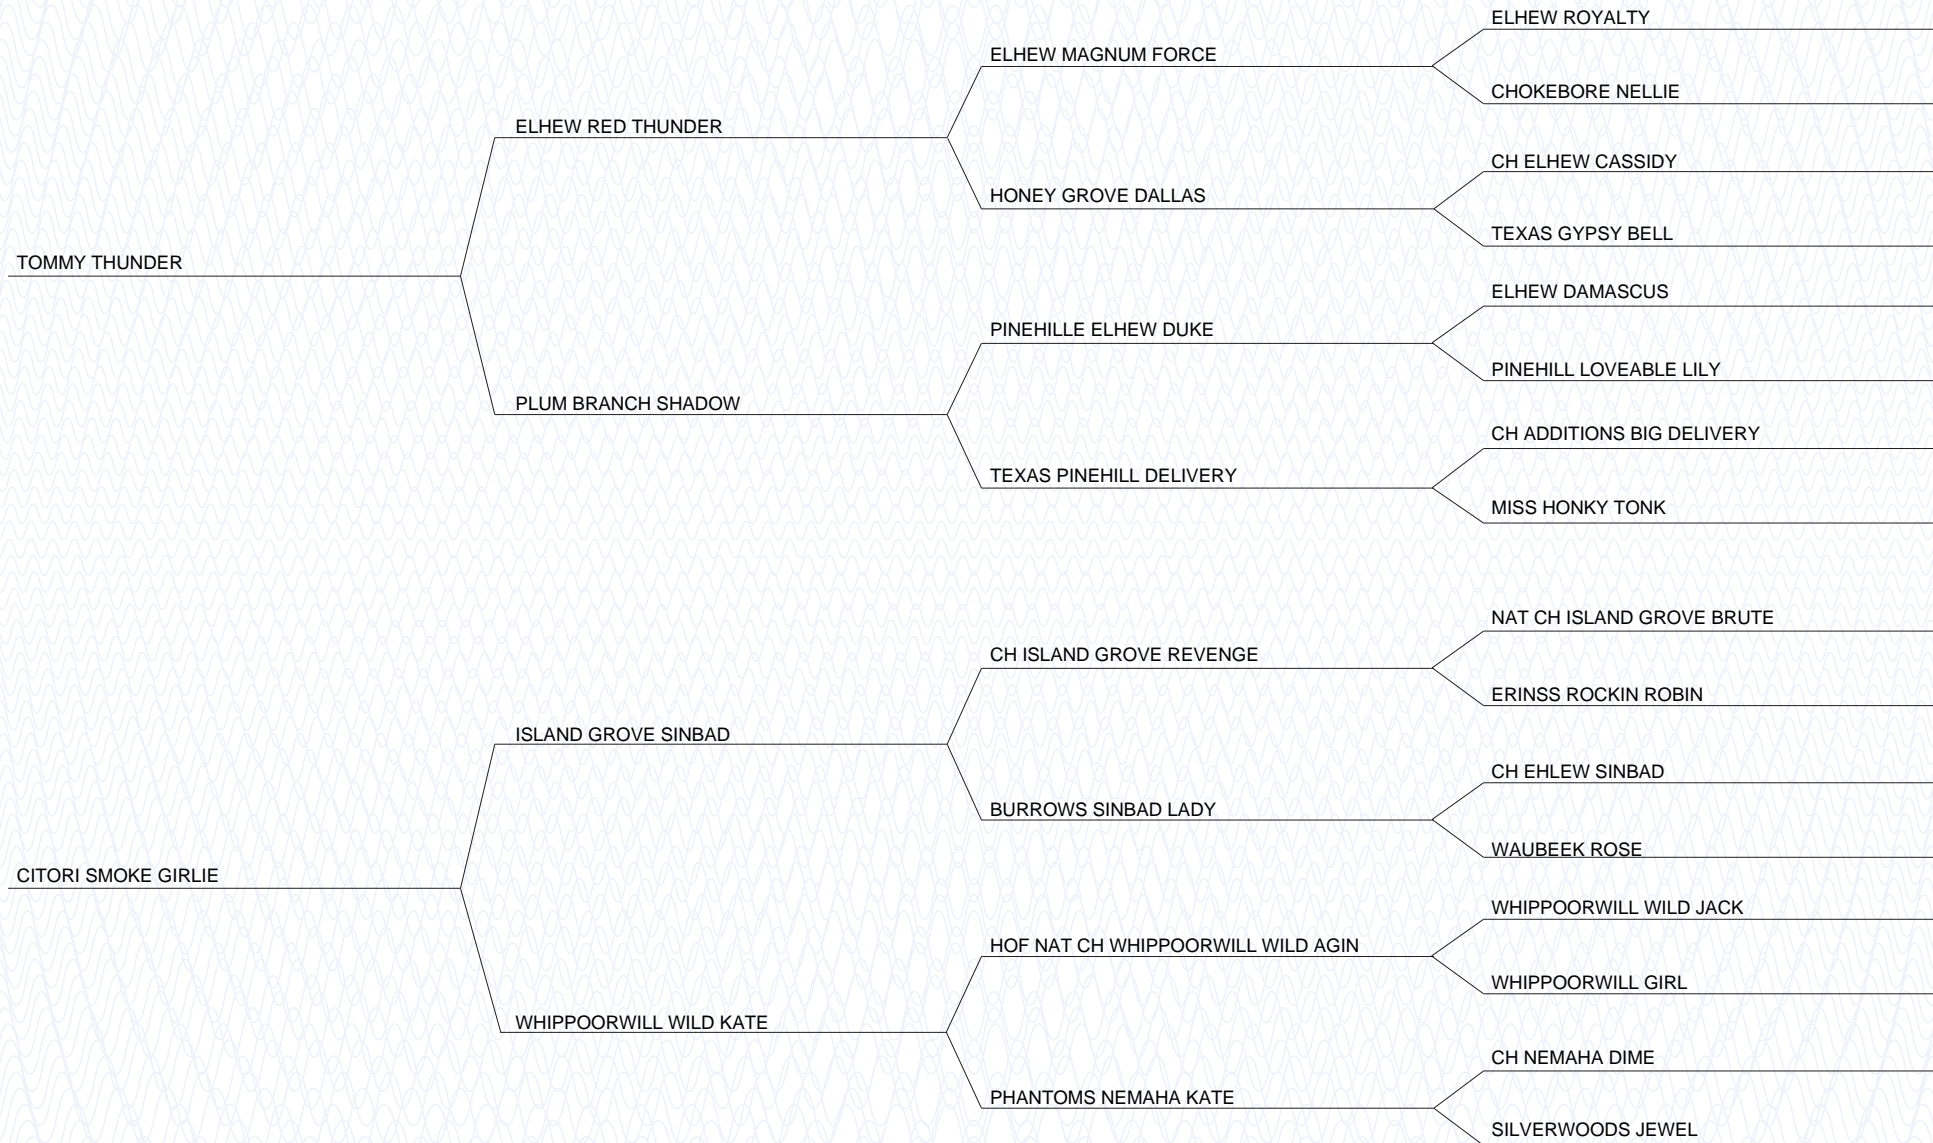 ELHEW ROYALTY
ELHEW MAGNUM FORCE
CHOKEBORE NELLIE
ELHEW RED THUNDER
CH ELHEW CASSIDY
HONEY GROVE DALLAS
TEXAS GYPSY BELL
TOMMY THUNDER
ELHEW DAMASCUS
PINEHILLE ELHEW DUKE
PINEHILL LOVEABLE LILY
PLUM BRANCH SHADOW
CH ADDITIONS BIG DELIVERY
TEXAS PINEHILL DELIVERY
MISS HONKY TONK
NAT CH ISLAND GROVE BRUTE
CH ISLAND GROVE REVENGE
ERINSS ROCKIN ROBIN
ISLAND GROVE SINBAD
CH EHLEW SINBAD
BURROWS SINBAD LADY
WAUBEEK ROSE
CITORI SMOKE GIRLIE
WHIPPOORWILL WILD JACK
HOF NAT CH WHIPPOORWILL WILD AGIN
WHIPPOORWILL GIRL
WHIPPOORWILL WILD KATE
CH NEMAHA DIME
PHANTOMS NEMAHA KATE
SILVERWOODS JEWEL